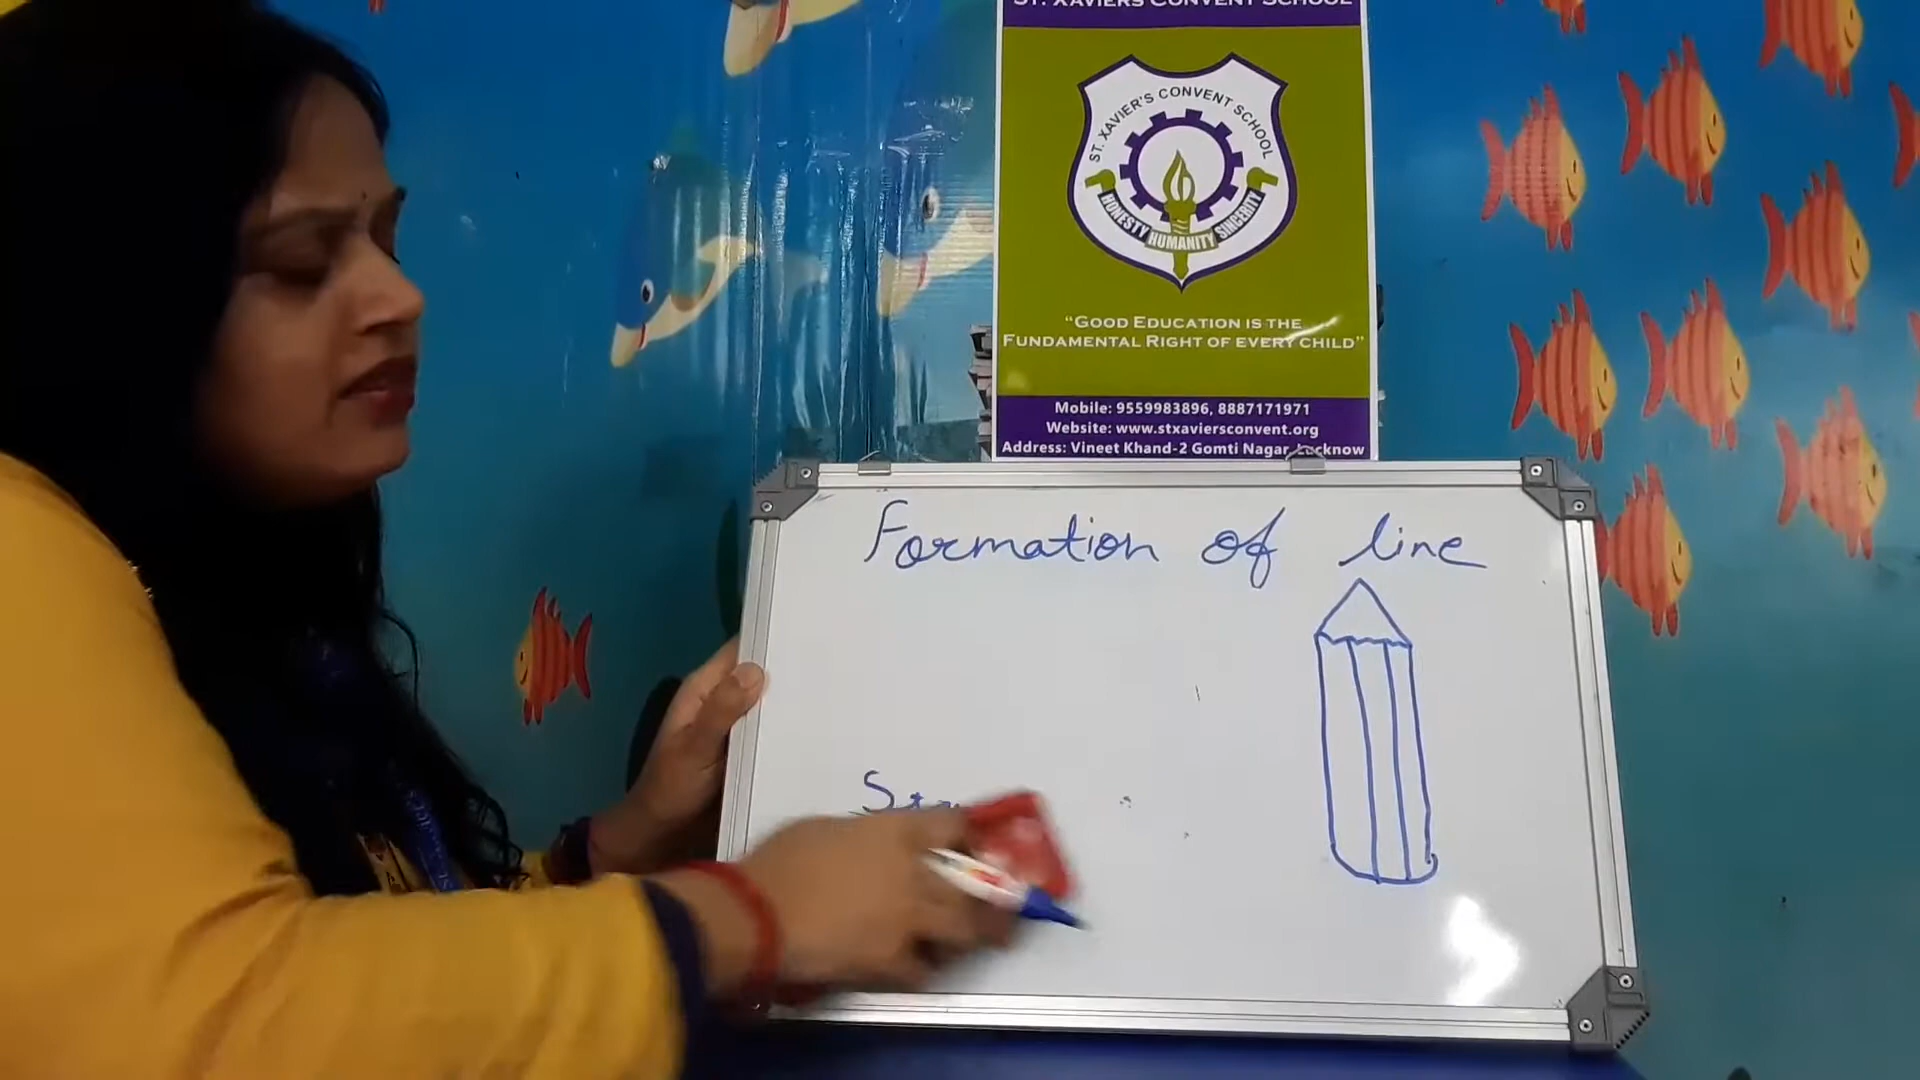 ST. XAVIERS CONVENT SCHOOL
ST. XAVIER'S CONVENT SCHOOL
HONESTY HUMANITY SINCERITY
"GOOD EDUCATION IS THE
FUNDAMENTAL RIGHT OF EVERY CHILD"
Mobile: 9559983896, 8887171971
Website: www.stxaviersconvent.org
Address: Vineet Khand-2 Gomti Nagar, Lucknow
Formation of line